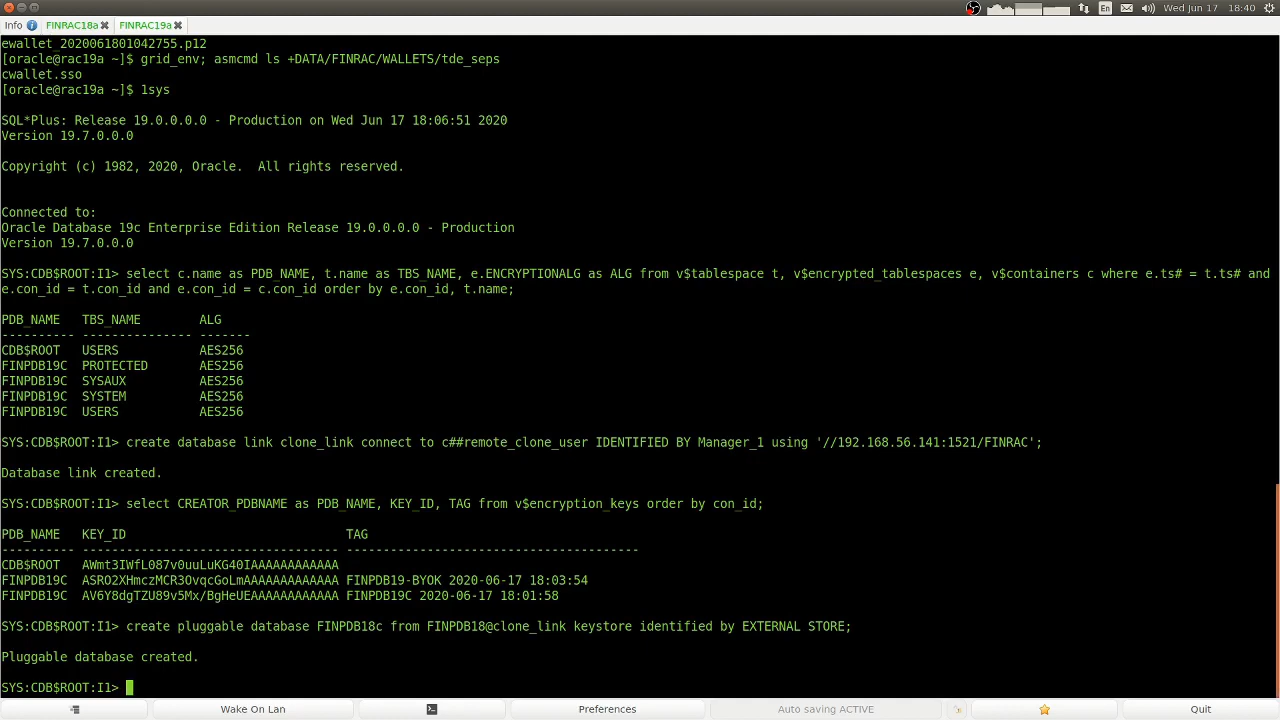 En Wed Jun 17 18:40
Info FINRAC18a FINRAC19a
ewallet_2020061801042755.p12
[oracle@rac19a ~]$ grid_env; asmcmd ls +DATA/FINRAC/WALLETS/tde_seps
cwallet.sso
[oracle@rac19a ~]$ 1sys
SQL*Plus: Release 19.0.0.0.0 - Production on Wed Jun 17 18:06:51 2020
Version 19.7.0.0.0
Copyright (c) 1982, 2020, Oracle.  All rights reserved.
Connected to:
Oracle Database 19c Enterprise Edition Release 19.0.0.0.0 - Production
Version 19.7.0.0.0
SYS:CDB$ROOT:I1> select c.name as PDB_NAME, t.name as TBS_NAME, e.ENCRYPTIONALG as ALG from v$tablespace t, v$encrypted_tablespaces e, v$containers c where e.ts# = t.ts# and
e.con_id = t.con_id and e.con_id = c.con_id order by e.con_id, t.name;
PDB_NAME   TBS_NAME        ALG
---------- --------------- -------
CDB$ROOT   USERS           AES256
FINPDB19C  PROTECTED       AES256
FINPDB19C  SYSAUX          AES256
FINPDB19C  SYSTEM          AES256
FINPDB19C  USERS           AES256
SYS:CDB$ROOT:I1> create database link clone_link connect to c##remote_clone_user IDENTIFIED BY Manager_1 using '//192.168.56.141:1521/FINRAC';
Database link created.
SYS:CDB$ROOT:I1> select CREATOR_PDBNAME as PDB_NAME, KEY_ID, TAG from v$encryption_keys order by con_id;
PDB_NAME   KEY_ID                              TAG
---------- ----------------------------------- ----------------------------------------
CDB$ROOT   AWmt3IWfL087v0uuLuKG40IAAAAAAAAAAAA
FINPDB19C  ASRO2XHmczMCR3OvqcGoLmAAAAAAAAAAAAA FINPDB19-BYOK 2020-06-17 18:03:54
FINPDB19C  AV6Y8dgTZU89v5Mx/BgHeUEAAAAAAAAAAAA FINPDB19C 2020-06-17 18:01:58
SYS:CDB$ROOT:I1> create pluggable database FINPDB18c from FINPDB18@clone_link keystore identified by EXTERNAL STORE;
Pluggable database created.
SYS:CDB$ROOT:I1>
Wake On Lan Preferences Auto saving ACTIVE Quit